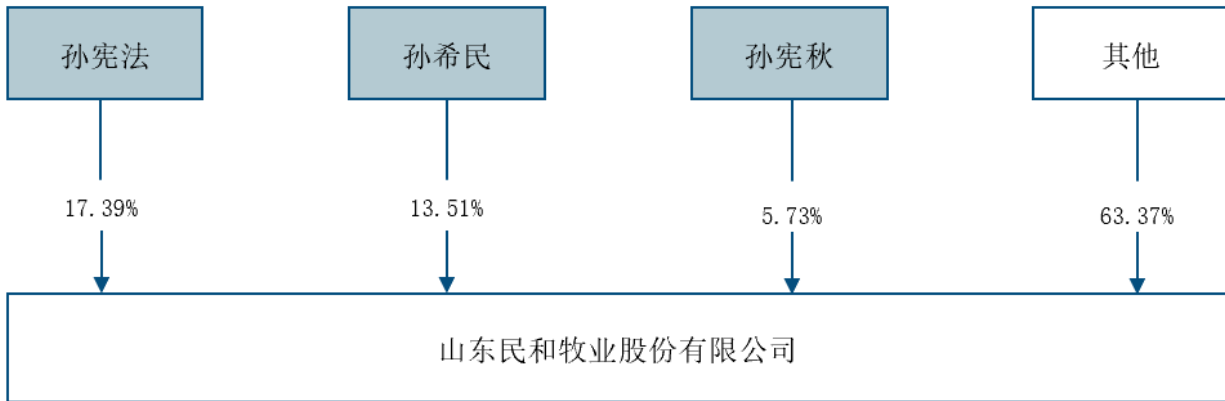 孙宪法
孙希民
孙宪秋
其他
17.39%
13.51%
5.73%
63.37%
山东民和牧业股份有限公司